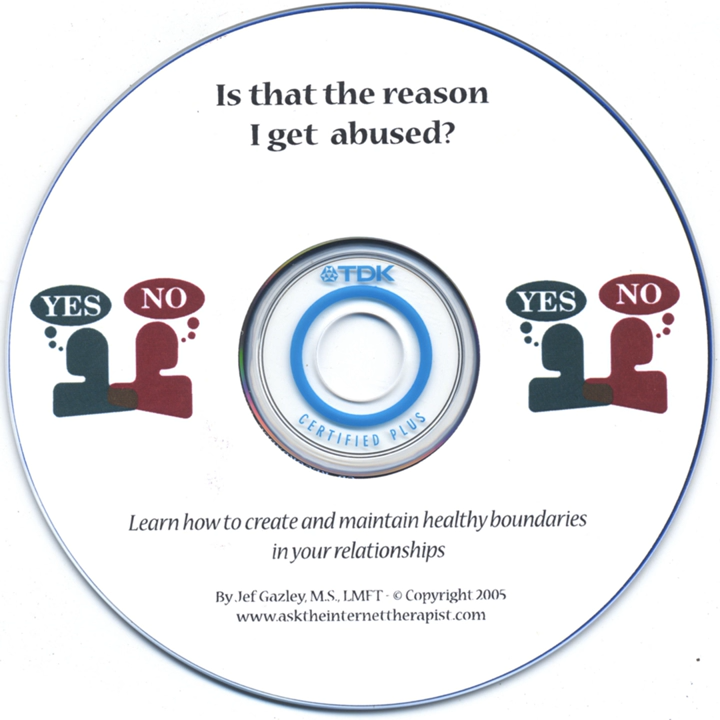 Is that the reason
I get abused?
TDK
YES NO
YES NO
CERTIFIED PLUS
Learn how to create and maintain healthy boundaries
in your relationships
By Jef Gazley, M.S., LMFT - © Copyright 2005
www.asktheinternettherapist.com